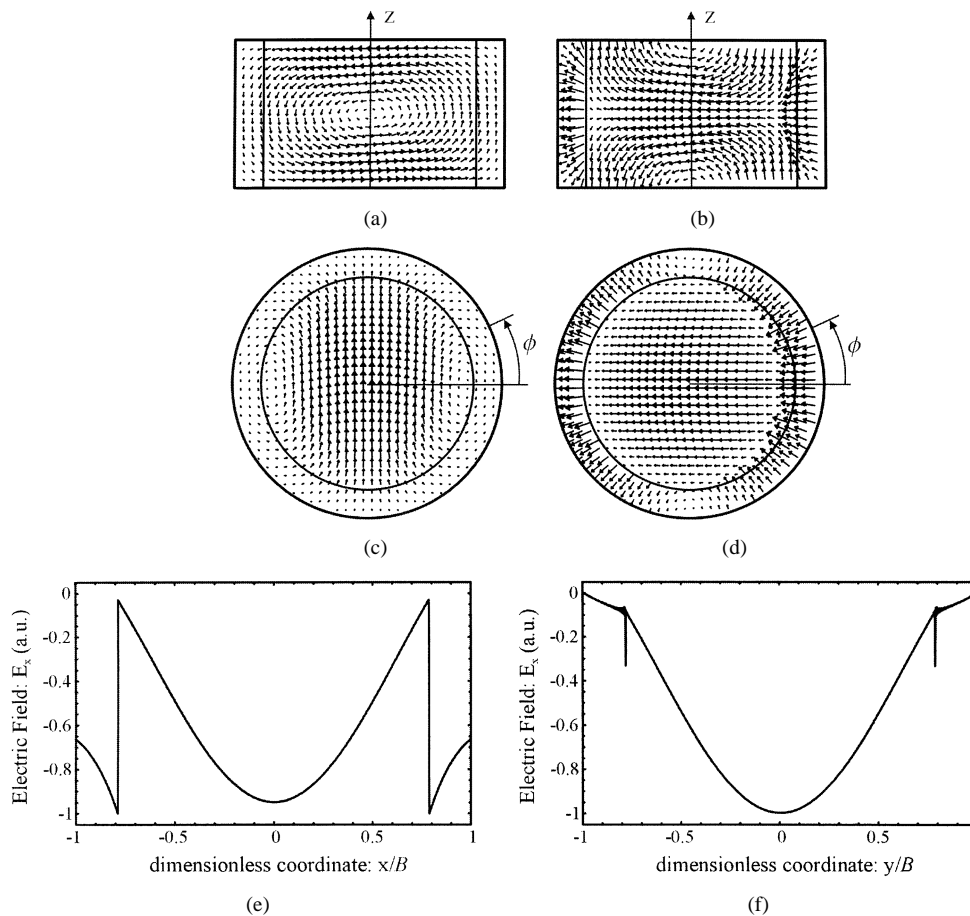 Z
Z
(a)
(b)
ϕ
ϕ
(c)
(d)
0
-0.2
-0.4
-0.6
-0.8
-1
Electric Field: E_x (a.u.)
-1
-0.5
0
0.5
1
dimensionless coordinate: x/B
0
-0.2
-0.4
-0.6
-0.8
-1
Electric Field: E_x (a.u.)
-1
-0.5
0
0.5
dimensionless coordinate: y/B
(e)
(f)